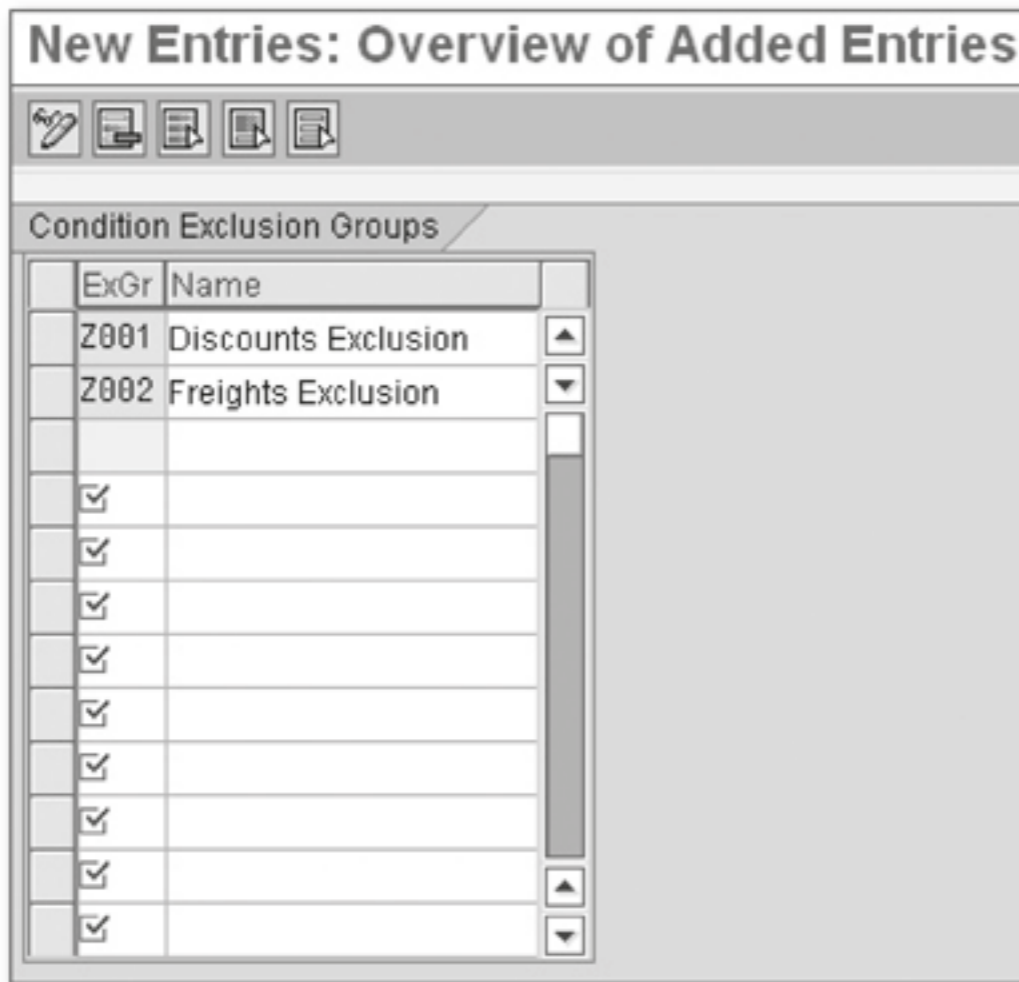 New Entries: Overview of Added Entries
Condition Exclusion Groups
ExGr Name
Z001 Discounts Exclusion
Z002 Freights Exclusion